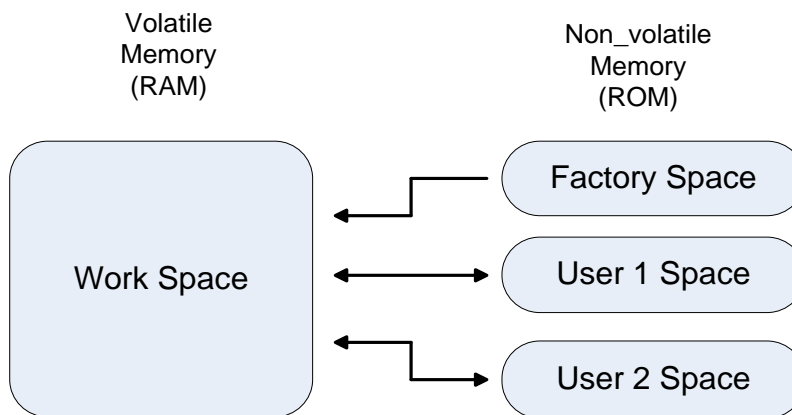 Volatile
Memory
(RAM)
Non_volatile
Memory
(ROM)
Work Space
Factory Space
User 1 Space
User 2 Space